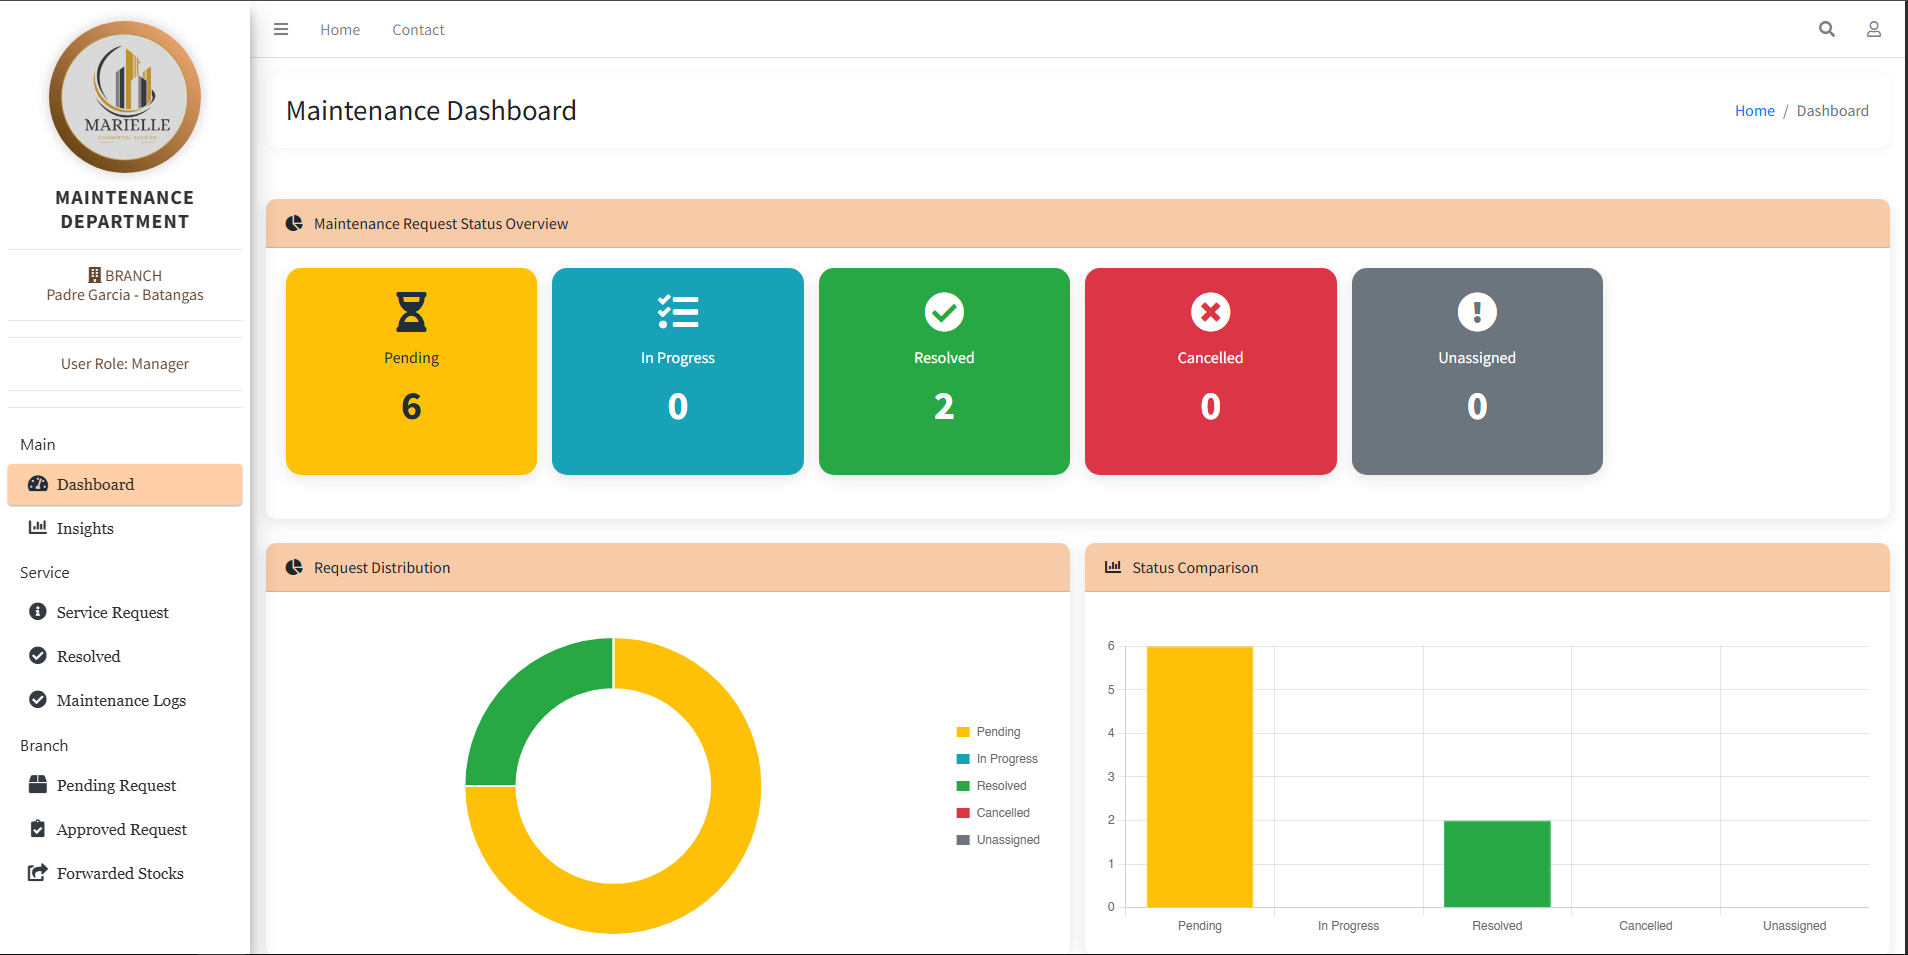 MARIELLE
COMMERCIAL BUILDING
MAINTENANCE
DEPARTMENT
BRANCH
Padre Garcia - Batangas
User Role: Manager
Main
Dashboard
Insights
Service
Service Request
Resolved
Maintenance Logs
Branch
Pending Request
Approved Request
Forwarded Stocks
Home
Contact
Maintenance Dashboard
Home / Dashboard
Maintenance Request Status Overview
Pending
6
In Progress
0
Resolved
2
Cancelled
0
Unassigned
0
Request Distribution
Pending
In Progress
Resolved
Cancelled
Unassigned
Status Comparison
6
5
4
3
2
1
0
Pending
In Progress
Resolved
Cancelled
Unassigned